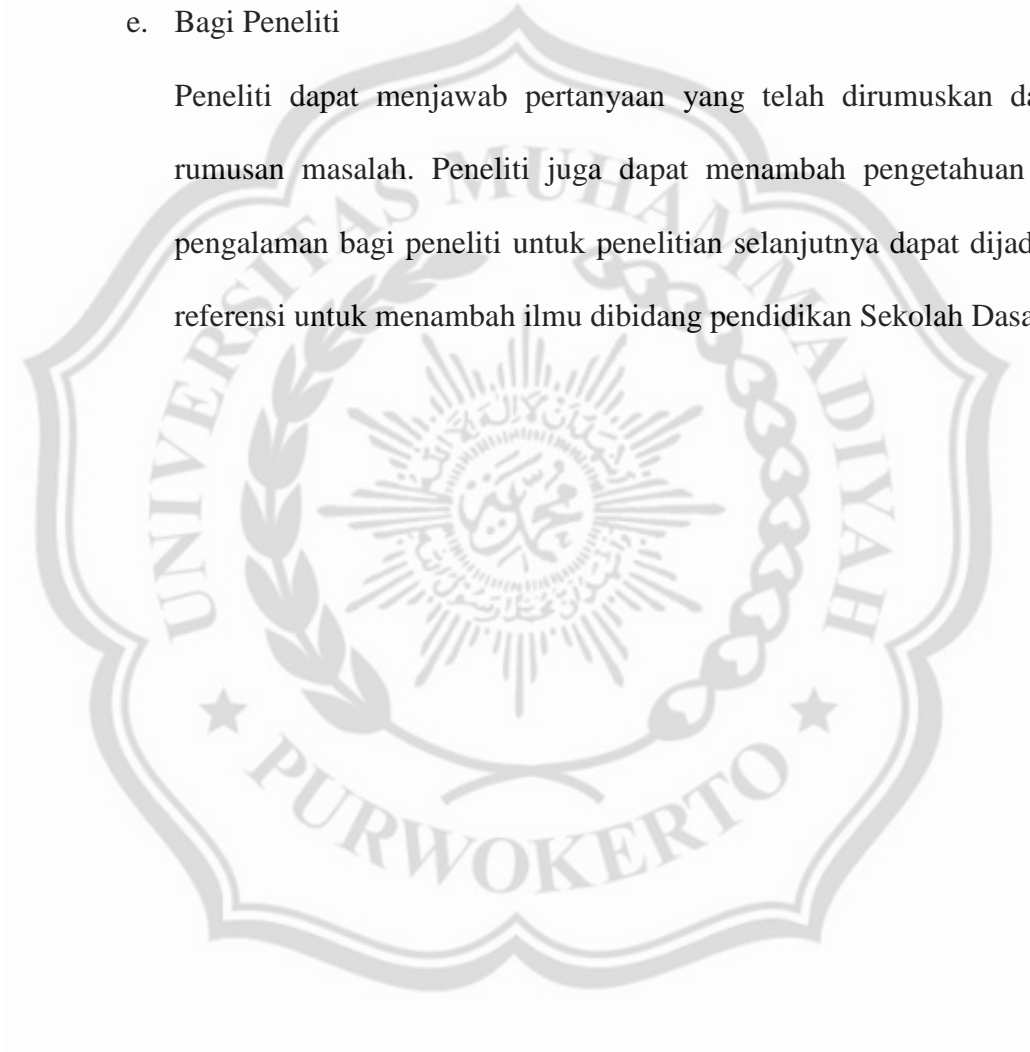 e. Bagi Peneliti
Peneliti dapat menjawab pertanyaan yang telah dirumuskan da
rumusan masalah. Peneliti juga dapat menambah pengetahuan
pengalaman bagi peneliti untuk penelitian selanjutnya dapat dijad
referensi untuk menambah ilmu dibidang pendidikan Sekolah Dasa
UNIVERSITAS MUHAMMADIYAH
PURWOKERTO